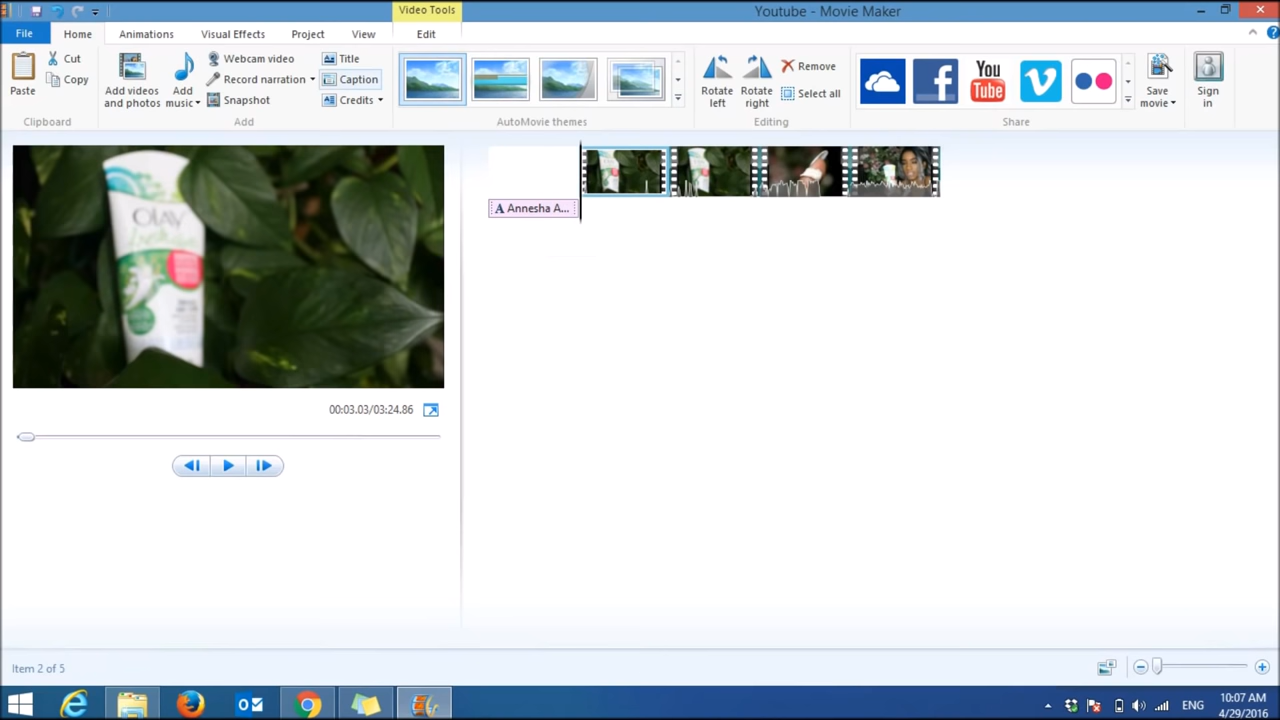 Video Tools
Youtube - Movie Maker
File
Home
Animations
Visual Effects
Project
View
Edit
Paste
Cut
Copy
Clipboard
Add videos
and photos
Add
music
Webcam video
Record narration
Snapshot
Title
Caption
Credits
Add
AutoMovie themes
Rotate
left
Rotate
right
Remove
Select all
Editing
You
Tube
Share
Save
movie
Sign
in
OLAY
A Annesha A...
00:03.03/03:24.86
Item 2 of 5
ENG
10:07 AM
4/29/2016